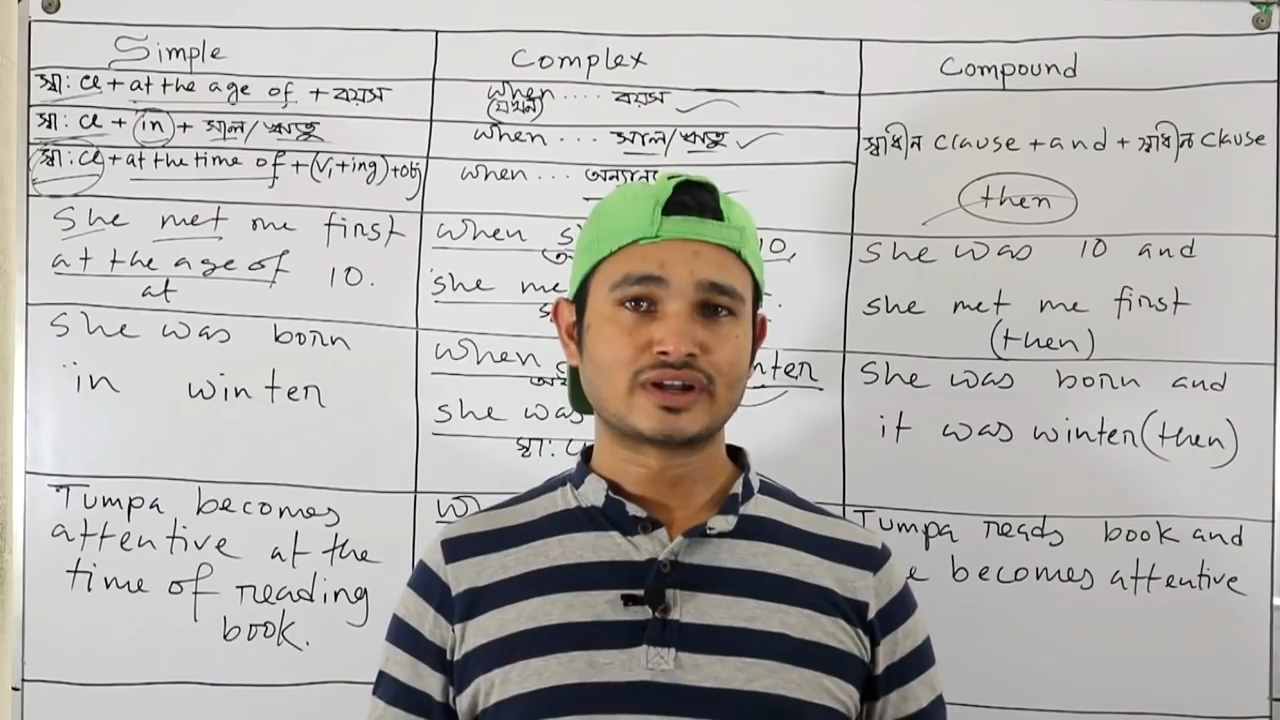 Simple
Complex
Compound
স্বা: cl + at the age of + বয়স
when .... বয়স
(যখন)
স্বা: cl + in + সাল/ঋতু
when ... সাল/ঋতু
স্বাধীন clause + and + স্বাধীন clause
then
স্বা: cl + at the time of + (V₁+ing)+obj
when ... অন্যান্য
She met me first
at the age of 10.
at
when 10,
she me
She was 10 and
she met me first
(then)
She was born
in winter
when
she was
স্বা:
She was born and
it was winter (then)
Tumpa becomes
attentive at the
time of reading
book.
Tumpa reads book and
becomes attentive